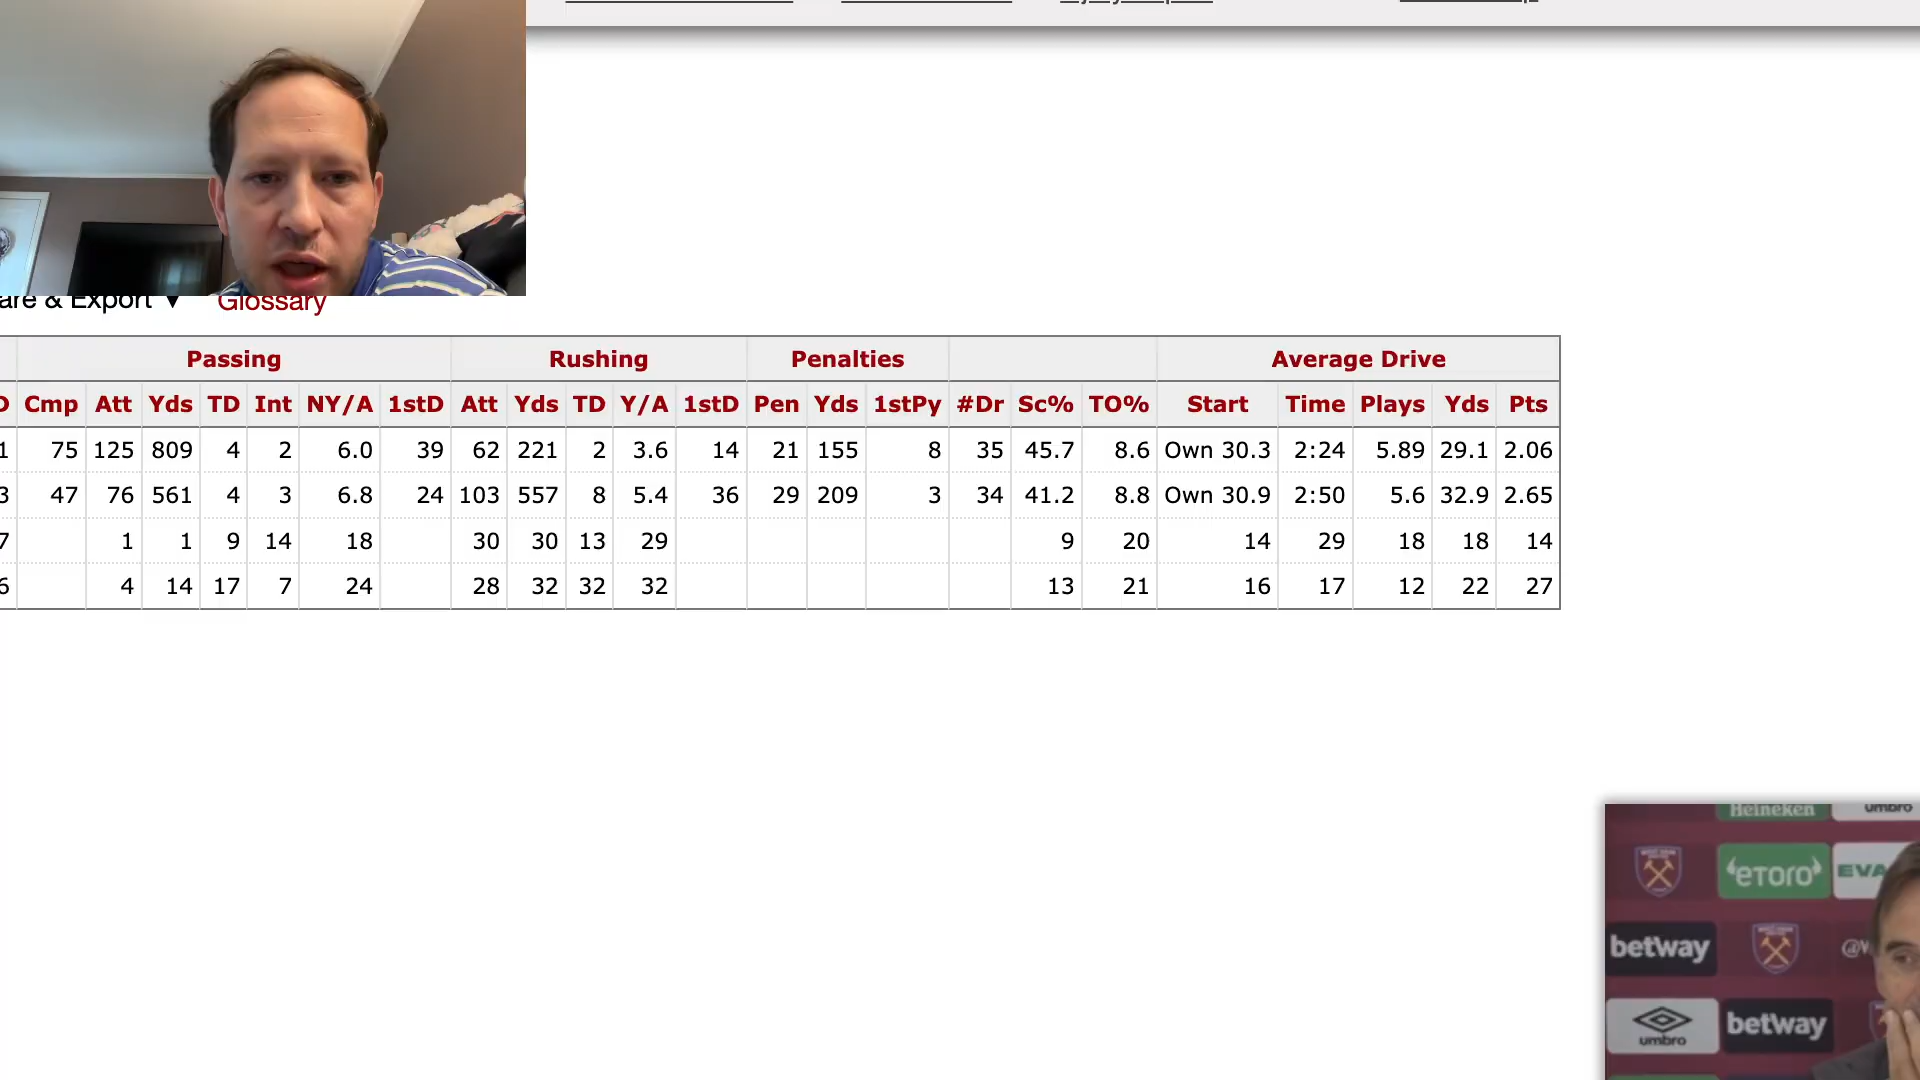 Export ▼ Glossary
Passing Rushing Penalties Average Drive
Cmp Att Yds TD Int NY/A 1stD Att Yds TD Y/A 1stD Pen Yds 1stPy #Dr Sc% TO% Start Time Plays Yds Pts
1 75 125 809 4 2 6.0 39 62 221 2 3.6 14 21 155 8 35 45.7 8.6 Own 30.3 2:24 5.89 29.1 2.06
3 47 76 561 4 3 6.8 24 103 557 8 5.4 36 29 209 3 34 41.2 8.8 Own 30.9 2:50 5.6 32.9 2.65
7 1 1 9 14 18 30 30 13 29 9 20 14 29 18 18 14
6 4 14 17 7 24 28 32 32 32 13 21 16 17 12 22 27
Heineken umbro
eToro
betway
umbro betway